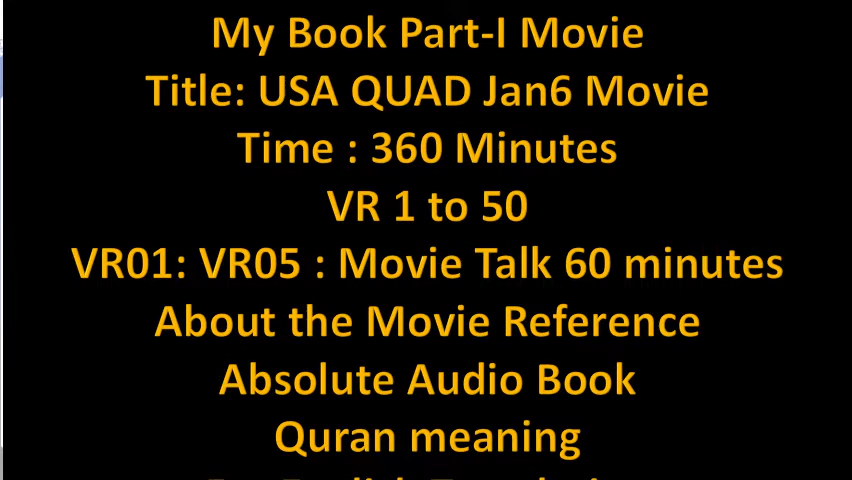 My Book Part-I Movie
Title: USA QUAD Jan6 Movie
Time : 360 Minutes
VR 1 to 50
VR01: VR05 : Movie Talk 60 minutes
About the Movie Reference
Absolute Audio Book
Quran meaning